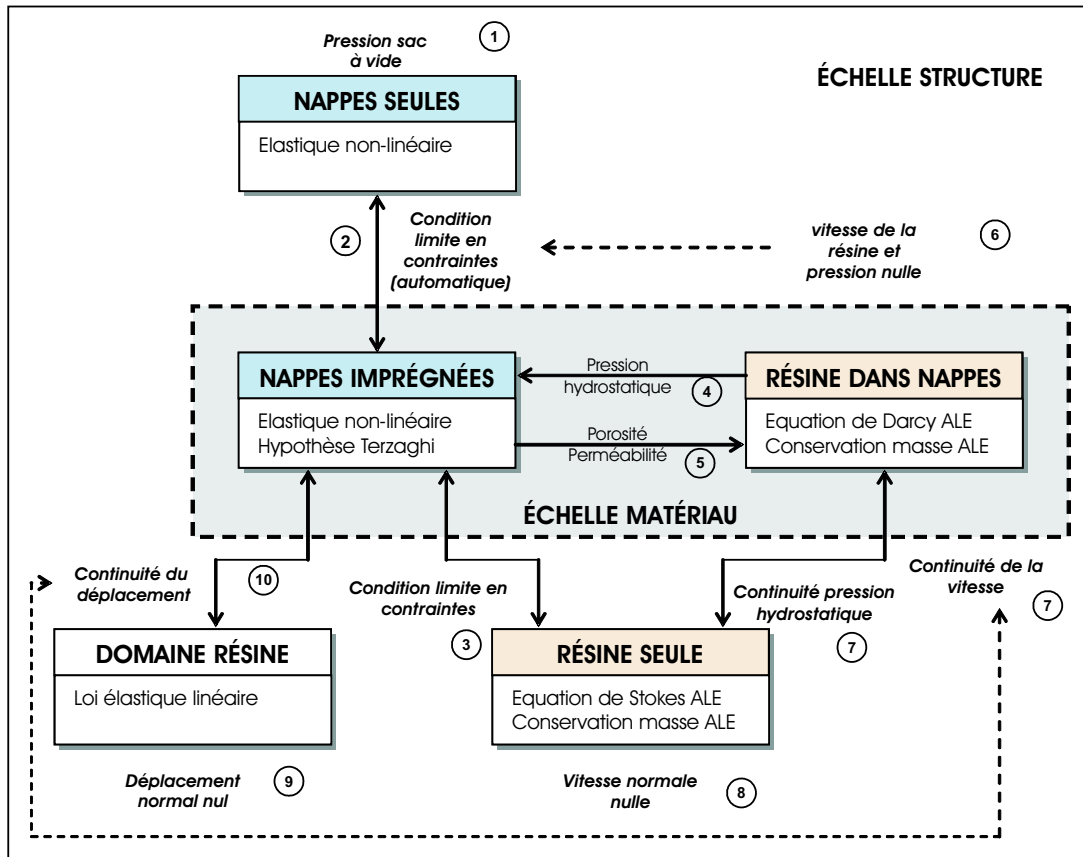 Pression sac
à vide
1
ÉCHELLE STRUCTURE
NAPPES SEULES
Elastique non-linéaire
2
Condition
limite en
contraintes
(automatique)
vitesse de la
résine et
pression nulle
6
NAPPES IMPRÉGNÉES
Elastique non-linéaire
Hypothèse Terzaghi
Pression
hydrostatique
4
Porosité
Perméabilité
5
RÉSINE DANS NAPPES
Equation de Darcy ALE
Conservation masse ALE
ÉCHELLE MATÉRIAU
Continuité du
déplacement
10
Condition limite en
contraintes
3
Continuité pression
hydrostatique
7
Continuité de la
vitesse
7
DOMAINE RÉSINE
Loi élastique linéaire
RÉSINE SEULE
Equation de Stokes ALE
Conservation masse ALE
Déplacement
normal nul
9
Vitesse normale
nulle
8